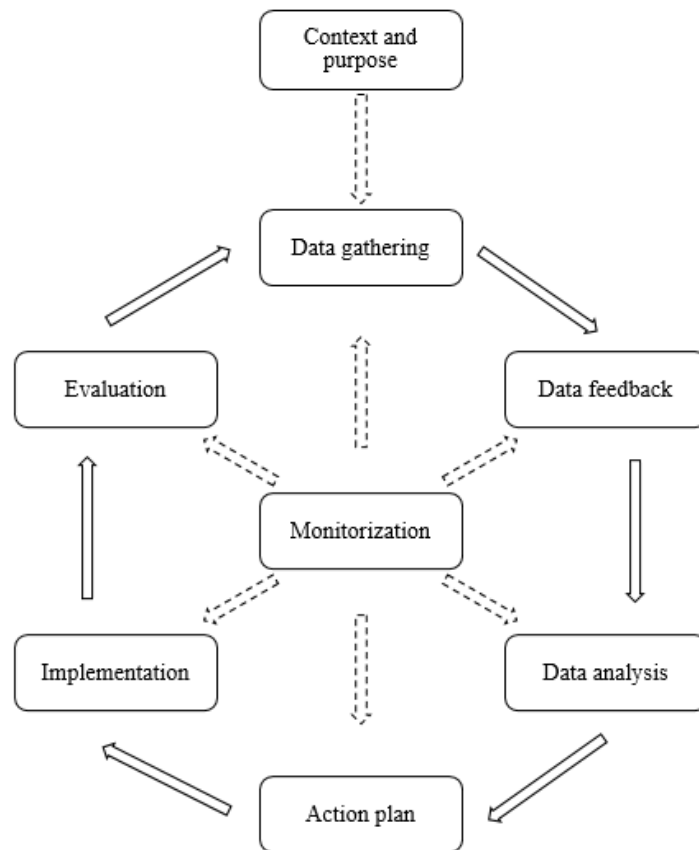 Context and
purpose
Data gathering
Evaluation
Data feedback
Monitorization
Implementation
Data analysis
Action plan